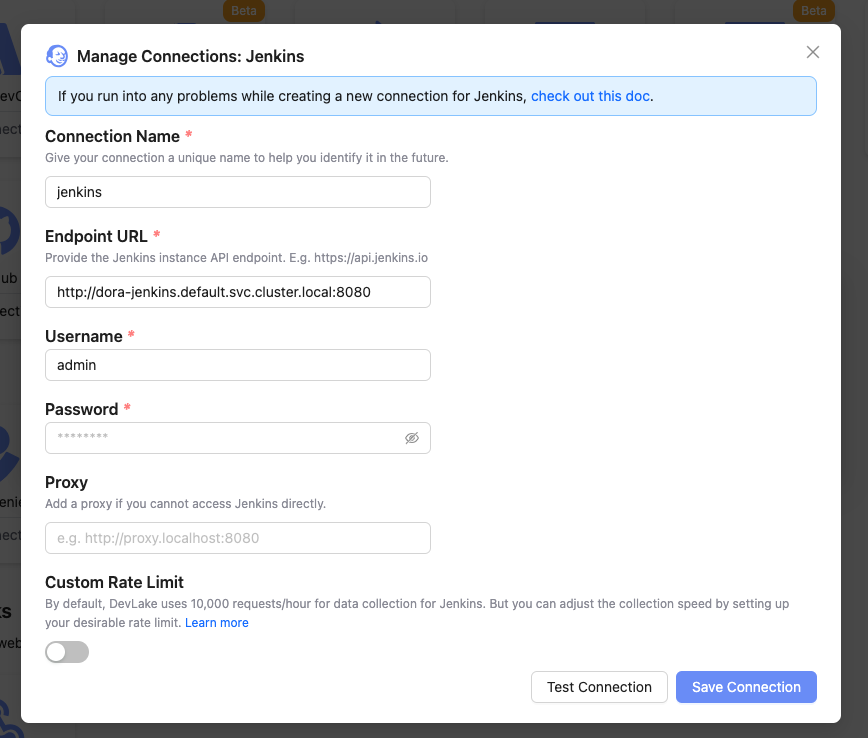 Beta
Beta
Manage Connections: Jenkins
If you run into any problems while creating a new connection for Jenkins, check out this doc.
Connection Name *
Give your connection a unique name to help you identify it in the future.
jenkins
Endpoint URL *
Provide the Jenkins instance API endpoint. E.g. https://api.jenkins.io
http://dora-jenkins.default.svc.cluster.local:8080
Username *
admin
Password *
********
Proxy
Add a proxy if you cannot access Jenkins directly.
e.g. http://proxy.localhost:8080
Custom Rate Limit
By default, DevLake uses 10,000 requests/hour for data collection for Jenkins. But you can adjust the collection speed by setting up
your desirable rate limit. Learn more
Test Connection
Save Connection